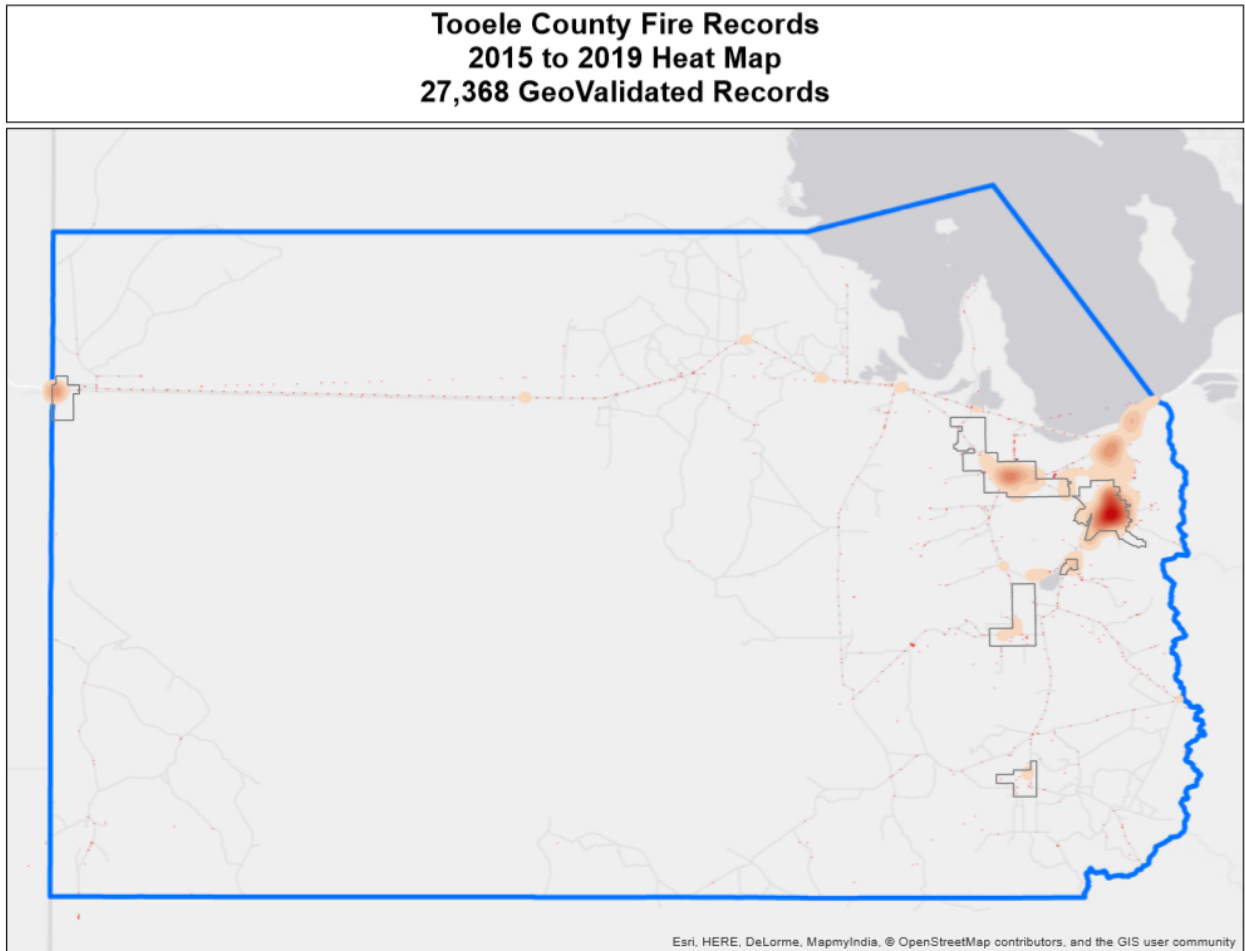 Tooele County Fire Records
2015 to 2019 Heat Map
27,368 GeoValidated Records
Esri, HERE, DeLorme, MapmyIndia, © OpenStreetMap contributors, and the GIS user community